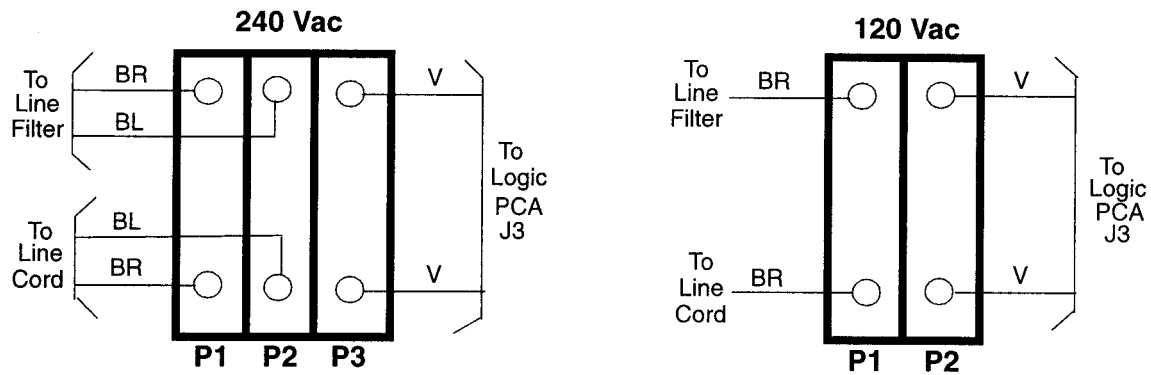 240 Vac
To
Line
Filter
BR
BL
V
To
Logic
PCA
J3
To
Line
Cord
BL
BR
V
P1 P2 P3
120 Vac
To
Line
Filter
BR
V
To
Logic
PCA
J3
To
Line
Cord
BR
V
P1 P2